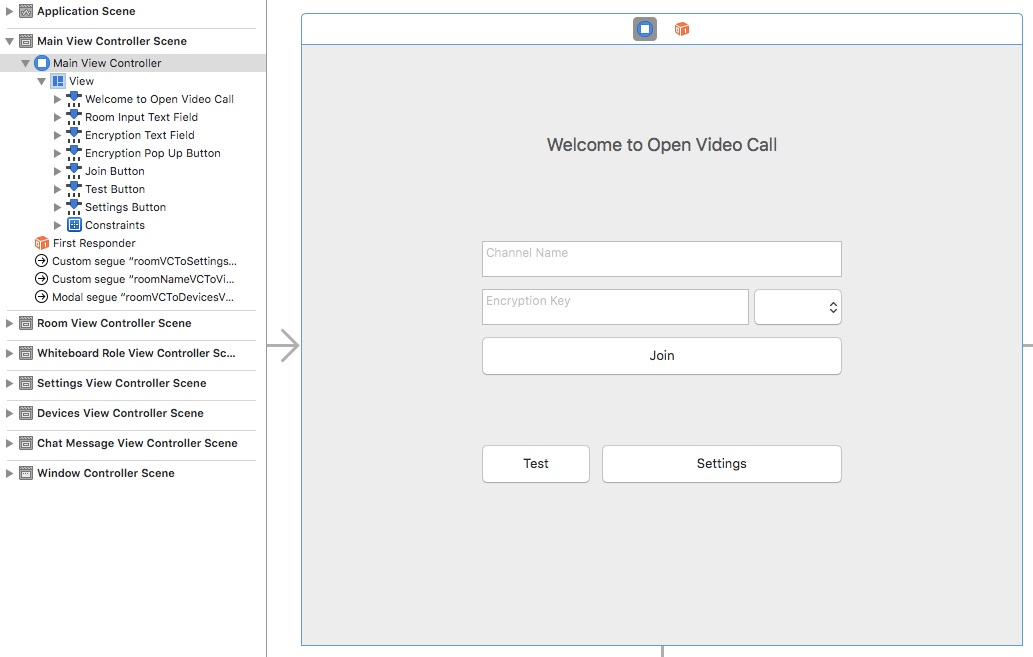 Application Scene
Main View Controller Scene
Main View Controller
View
Welcome to Open Video Call
Room Input Text Field
Encryption Text Field
Encryption Pop Up Button
Join Button
Test Button
Settings Button
Constraints
First Responder
Custom segue “roomVCToSettings...
Custom segue “roomNameVCToVi...
Modal segue “roomVCToDevicesV...
Room View Controller Scene
Whiteboard Role View Controller Sc...
Settings View Controller Scene
Devices View Controller Scene
Chat Message View Controller Scene
Window Controller Scene
Welcome to Open Video Call
Channel Name
Encryption Key
Join
Test
Settings